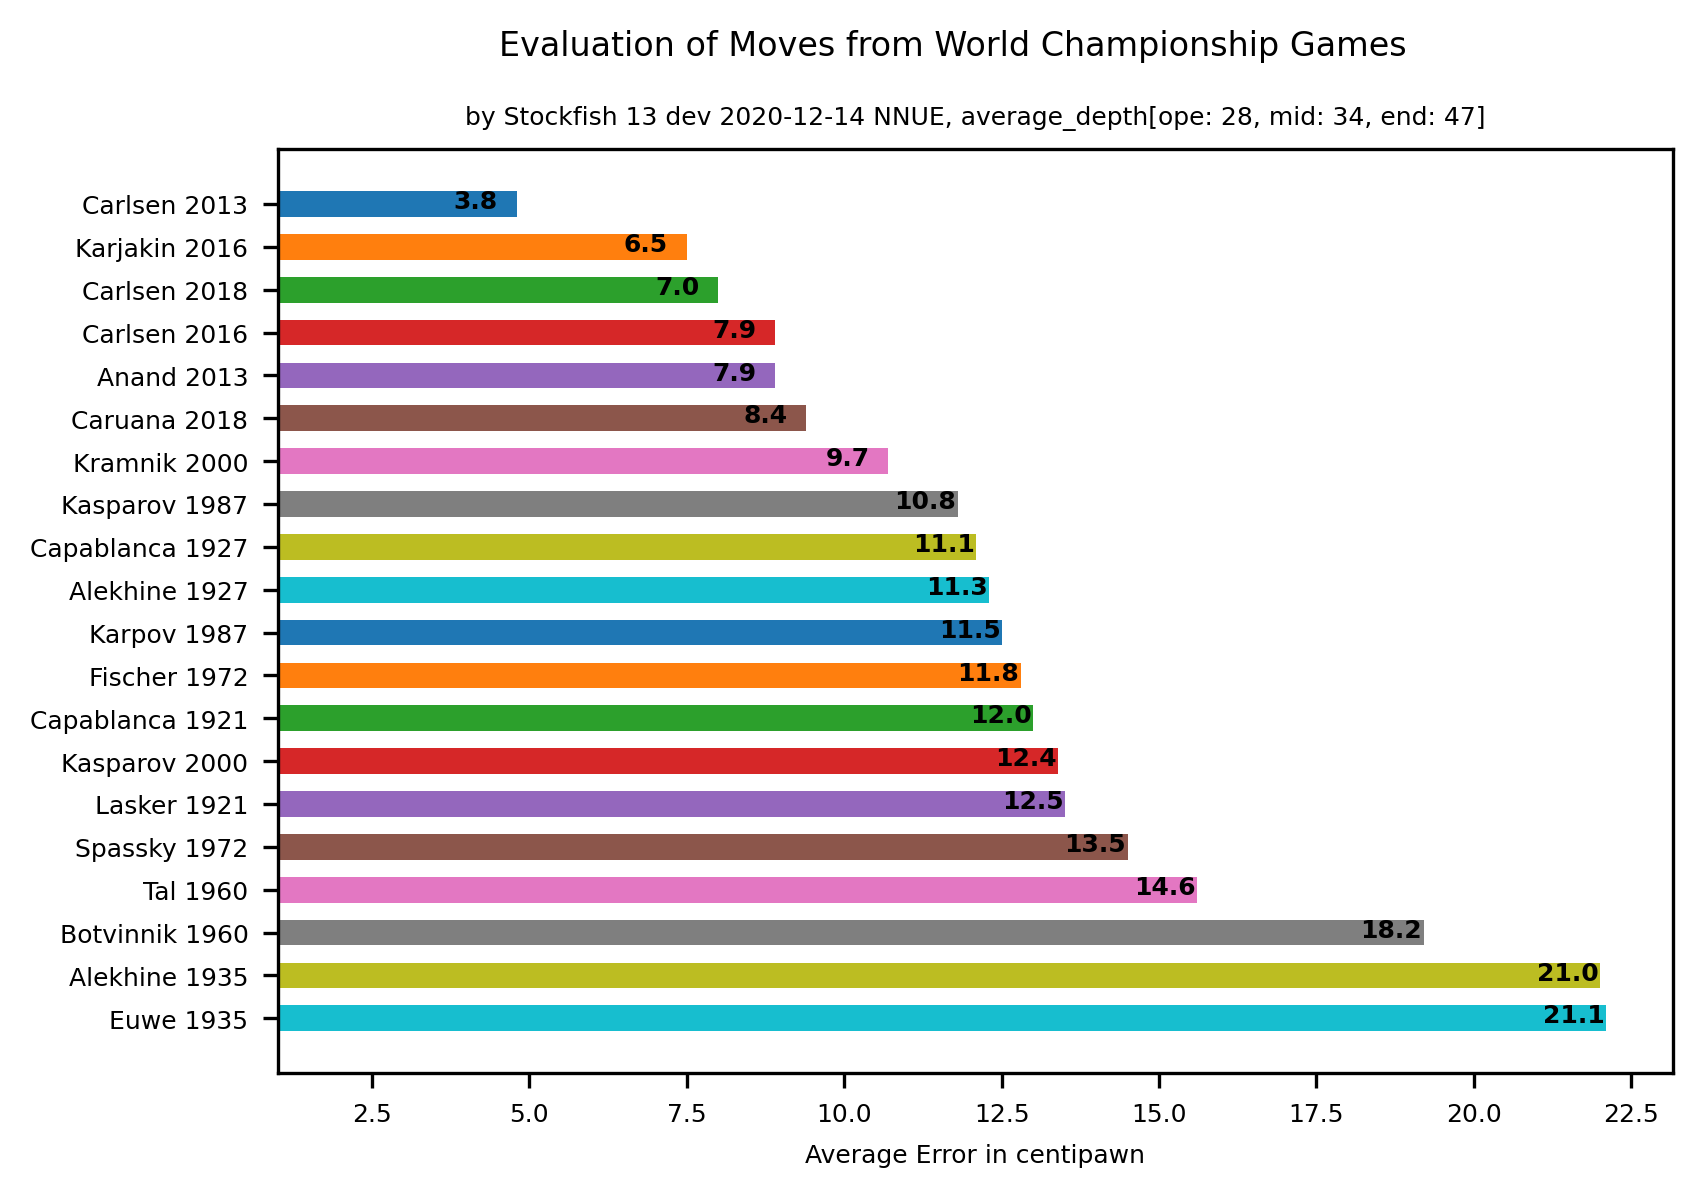 Evaluation of Moves from World Championship Games
by Stockfish 13 dev 2020-12-14 NNUE, average_depth[ope: 28, mid: 34, end: 47]
Carlsen 2013 3.8
Karjakin 2016 6.5
Carlsen 2018 7.0
Carlsen 2016 7.9
Anand 2013 7.9
Caruana 2018 8.4
Kramnik 2000 9.7
Kasparov 1987 10.8
Capablanca 1927 11.1
Alekhine 1927 11.3
Karpov 1987 11.5
Fischer 1972 11.8
Capablanca 1921 12.0
Kasparov 2000 12.4
Lasker 1921 12.5
Spassky 1972 13.5
Tal 1960 14.6
Botvinnik 1960 18.2
Alekhine 1935 21.0
Euwe 1935 21.1
2.5 5.0 7.5 10.0 12.5 15.0 17.5 20.0 22.5
Average Error in centipawn